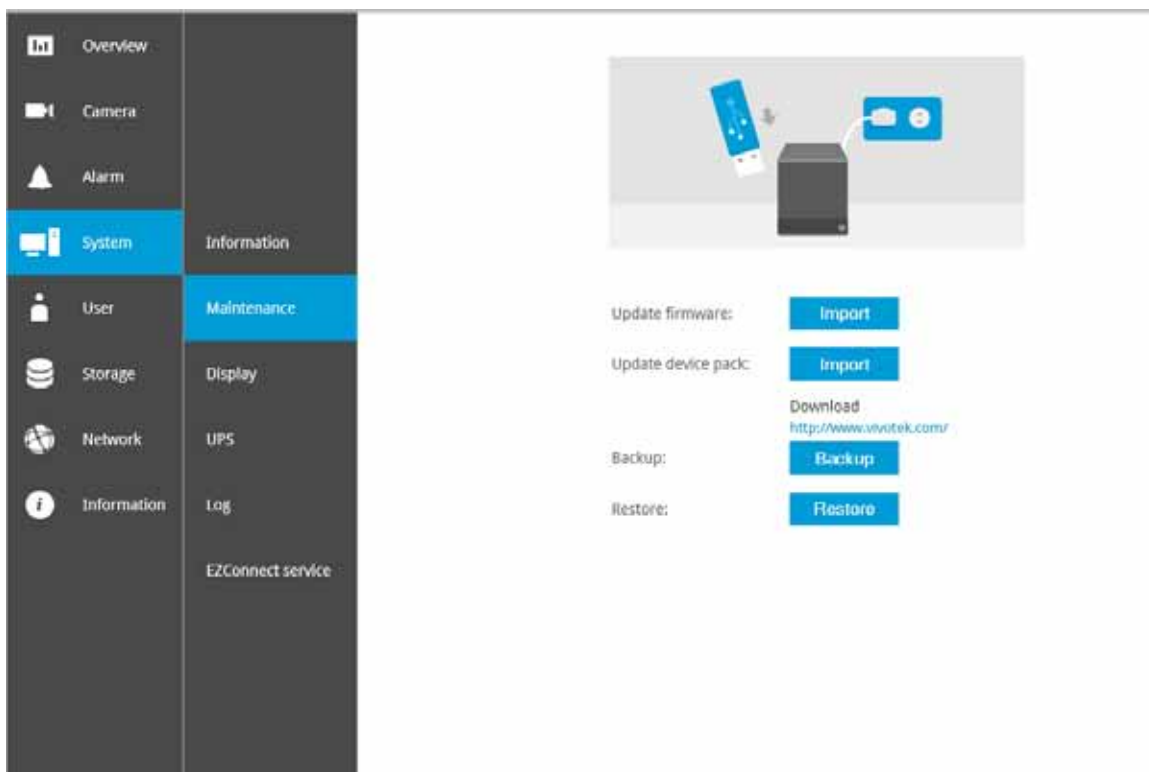 Overview
Camera
Alarm
System
User
Storage
Network
Information
Information
Maintenance
Display
UPS
Log
EZConnect service
Update firmware: Import
Update device pack: Import
Download
http://www.vivotek.com/
Backup: Backup
Restore: Restore